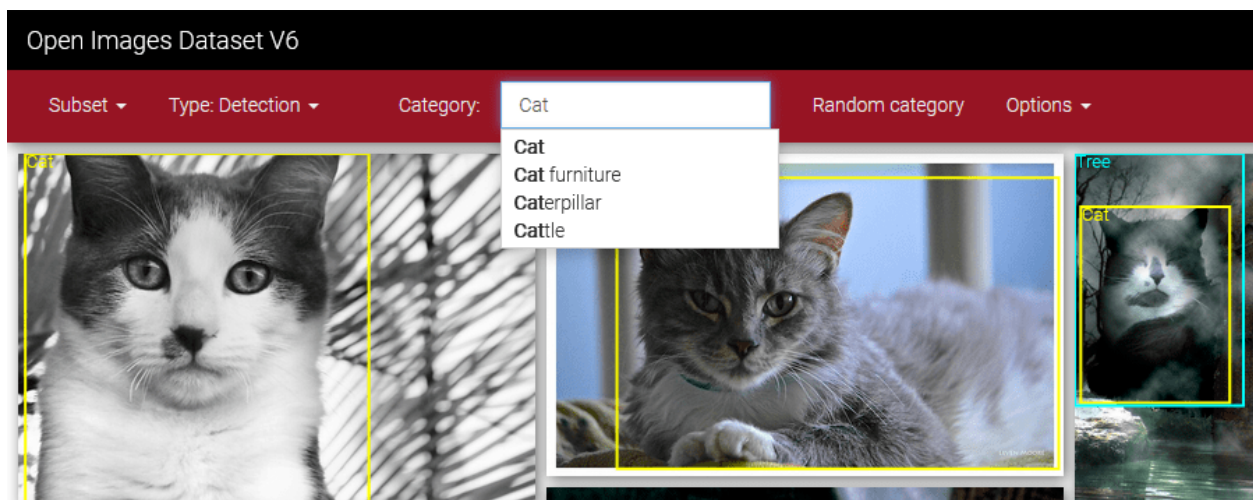 Open Images Dataset V6
Subset Type: Detection Category: Cat Random category Options
Cat
Cat furniture
Caterpillar
Cattle
Cat
Tree
Cat